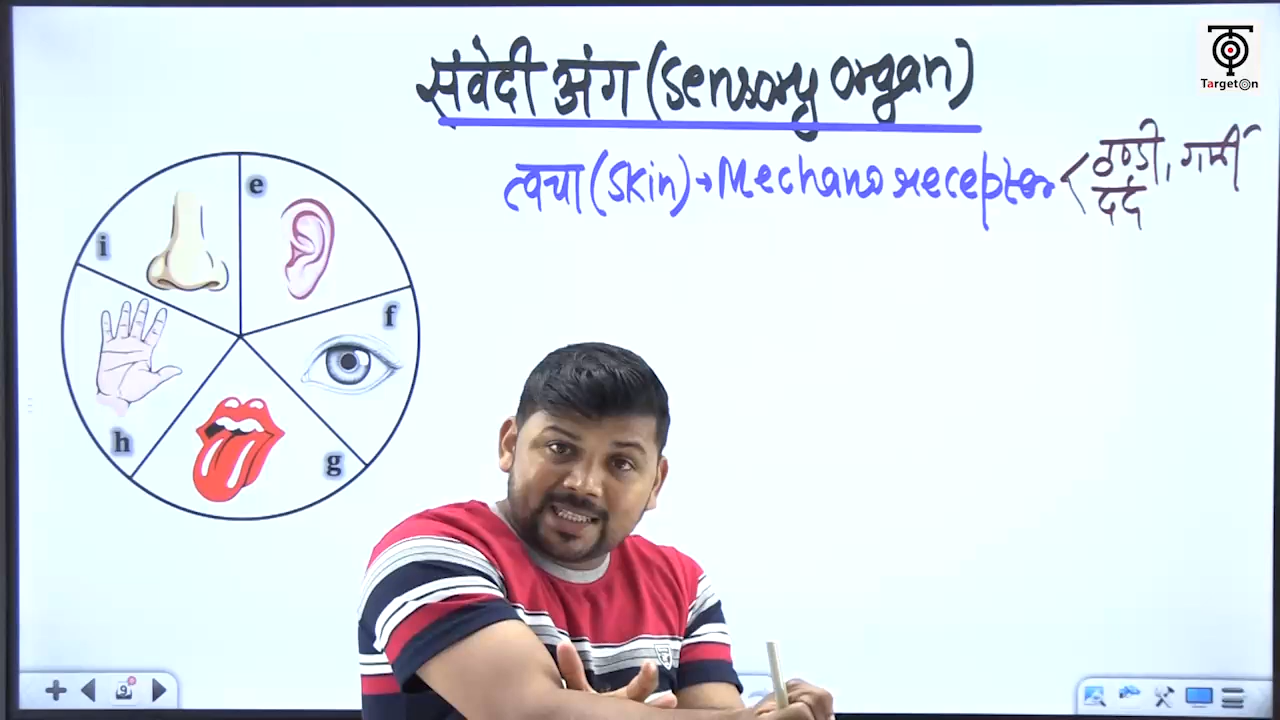 संवेदी अंग (Sensory organ)
TargetOn
त्वचा (Skin) → Mechano receptor < ठण्डी, गर्मी
दर्द
e
i
f
h
g